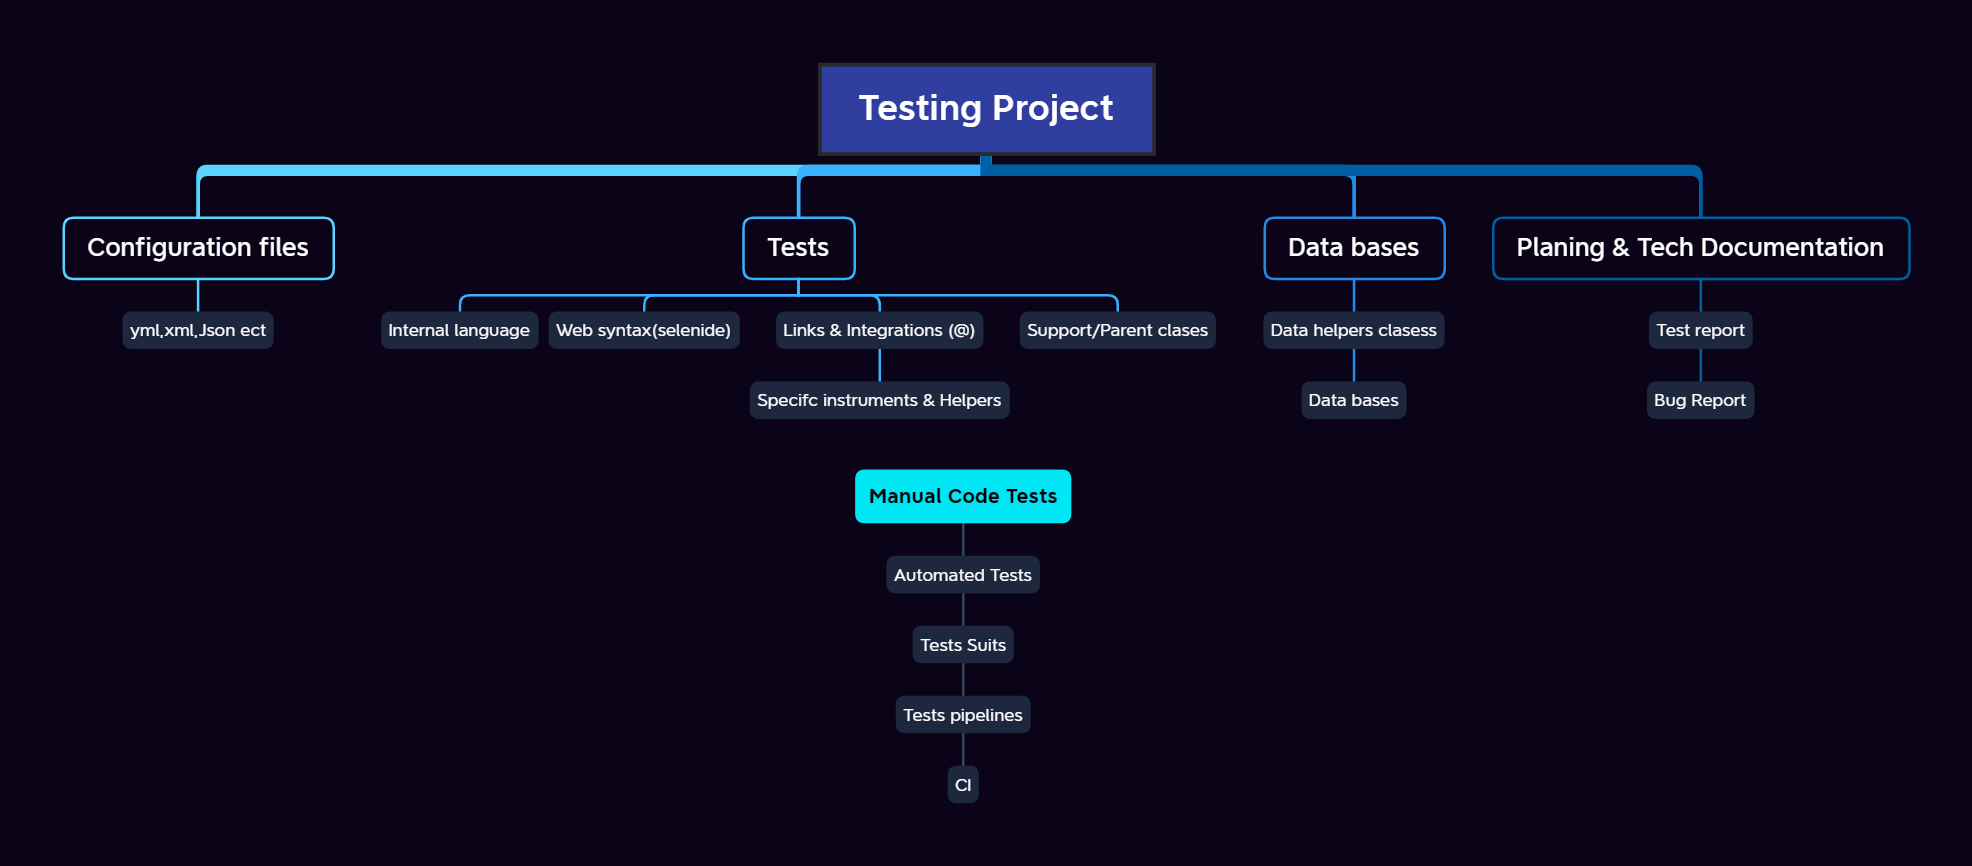 Testing Project
Configuration files
Tests
Data bases
Planing & Tech Documentation
yml,xml,Json ect
Internal language
Web syntax(selenide)
Links & Integrations (@)
Support/Parent clases
Data helpers clasess
Test report
Specifc instruments & Helpers
Data bases
Bug Report
Manual Code Tests
Automated Tests
Tests Suits
Tests pipelines
CI